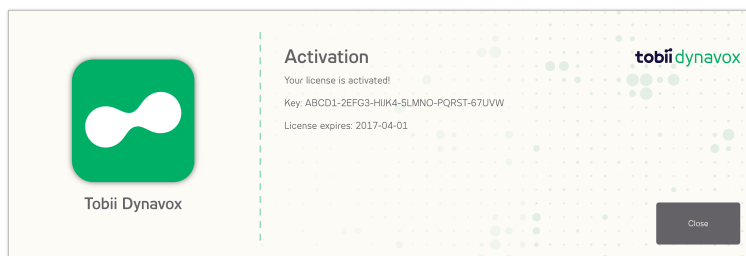 Activation
tobii dynavox
Your license is activated!
Key: ABCD1-2EFG3-HIJK4-5LMNO-PQRST-67UVW
License expires: 2017-04-01
Tobii Dynavox
Close